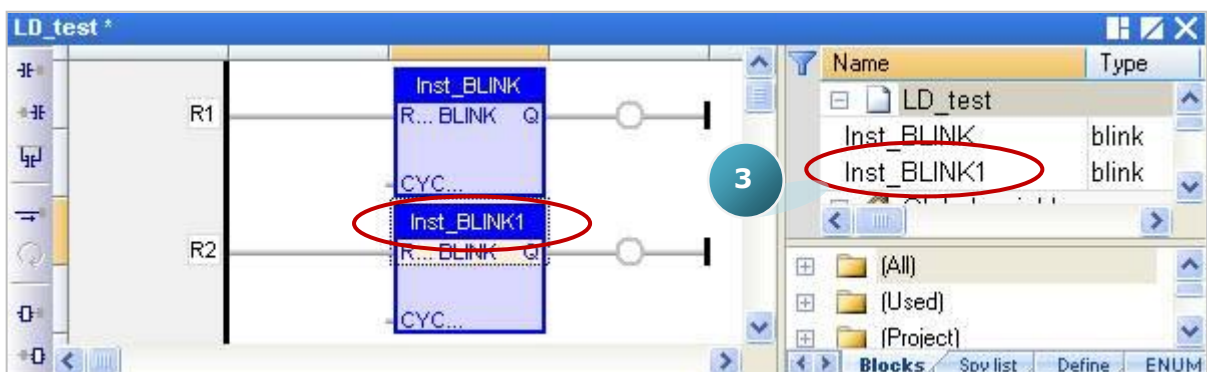 LD_test *
Name Type
LD_test
Inst_BLINK blink
Inst_BLINK1 blink
3
Inst_BLINK
R1
R... BLINK Q
CYC...
Inst_BLINK1
R2
R... BLINK Q
CYC...
(All)
(Used)
(Project)
Blocks Spy list Define ENUM